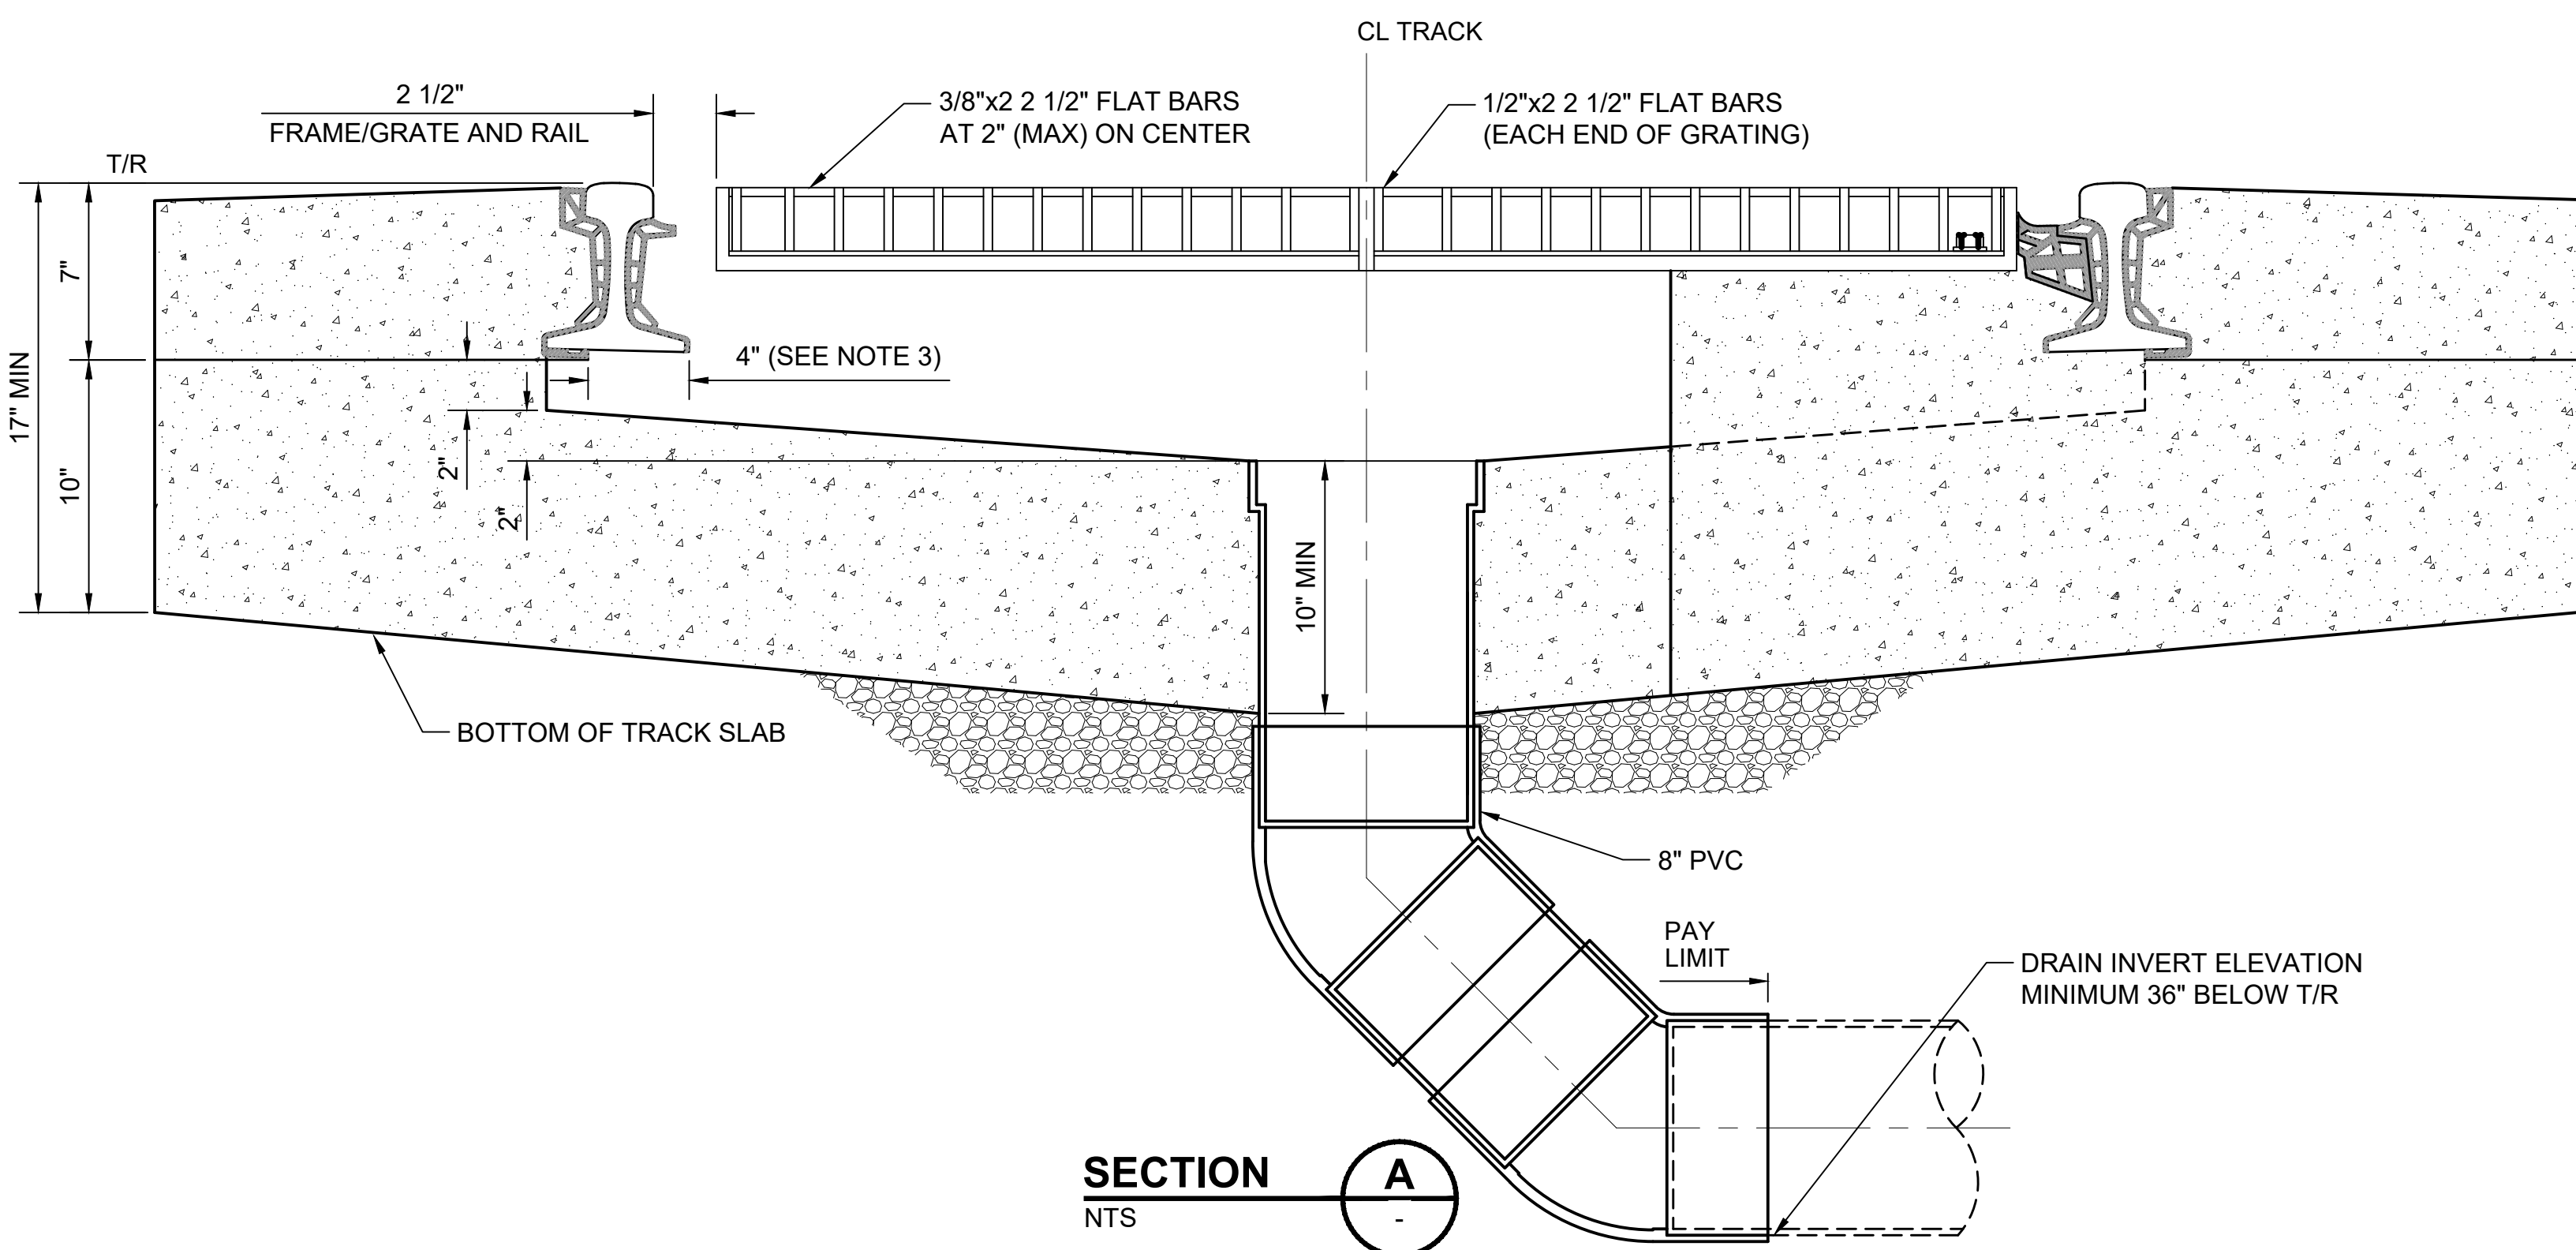 CL TRACK
2 1/2"
FRAME/GRATE AND RAIL
3/8"x2 2 1/2" FLAT BARS
AT 2" (MAX) ON CENTER
1/2"x2 2 1/2" FLAT BARS
(EACH END OF GRATING)
T/R
7"
17" MIN
10"
4" (SEE NOTE 3)
2"
2"
10" MIN
BOTTOM OF TRACK SLAB
8" PVC
PAY
LIMIT
DRAIN INVERT ELEVATION
MINIMUM 36" BELOW T/R
SECTION
A
NTS
-